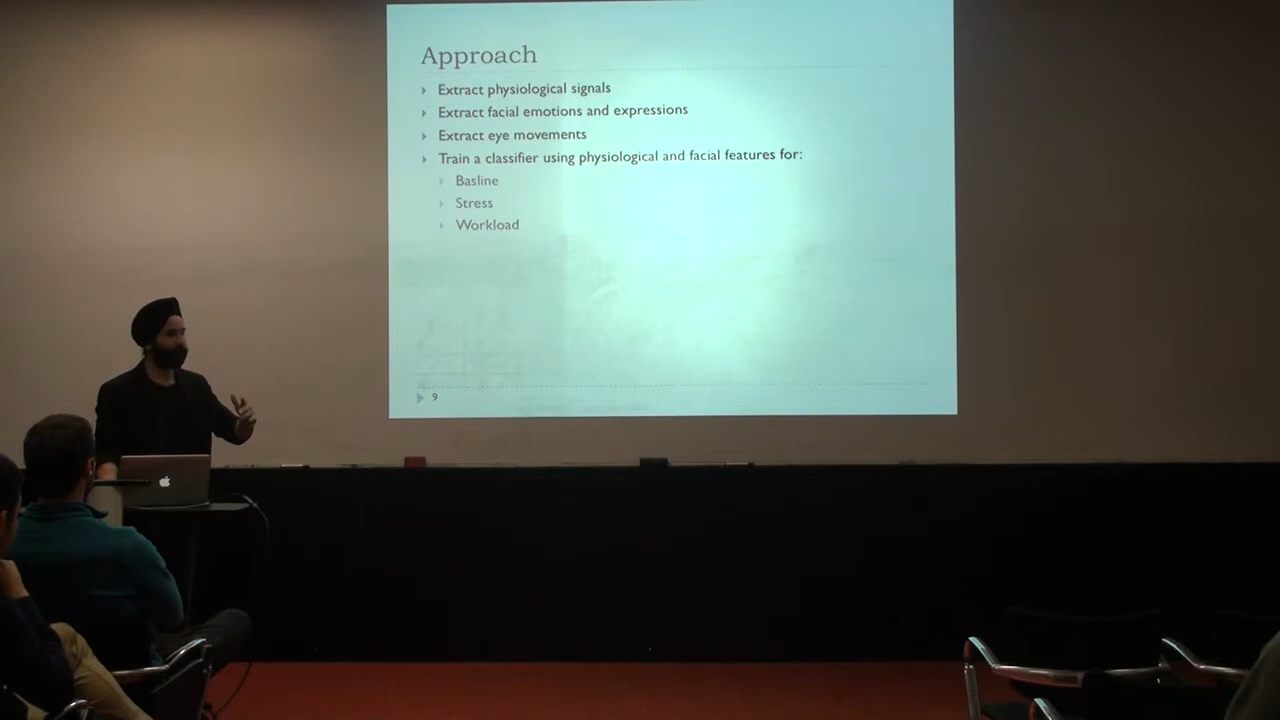 Approach
Extract physiological signals
Extract facial emotions and expressions
Extract eye movements
Train a classifier using physiological and facial features for:
Basline
Stress
Workload
9